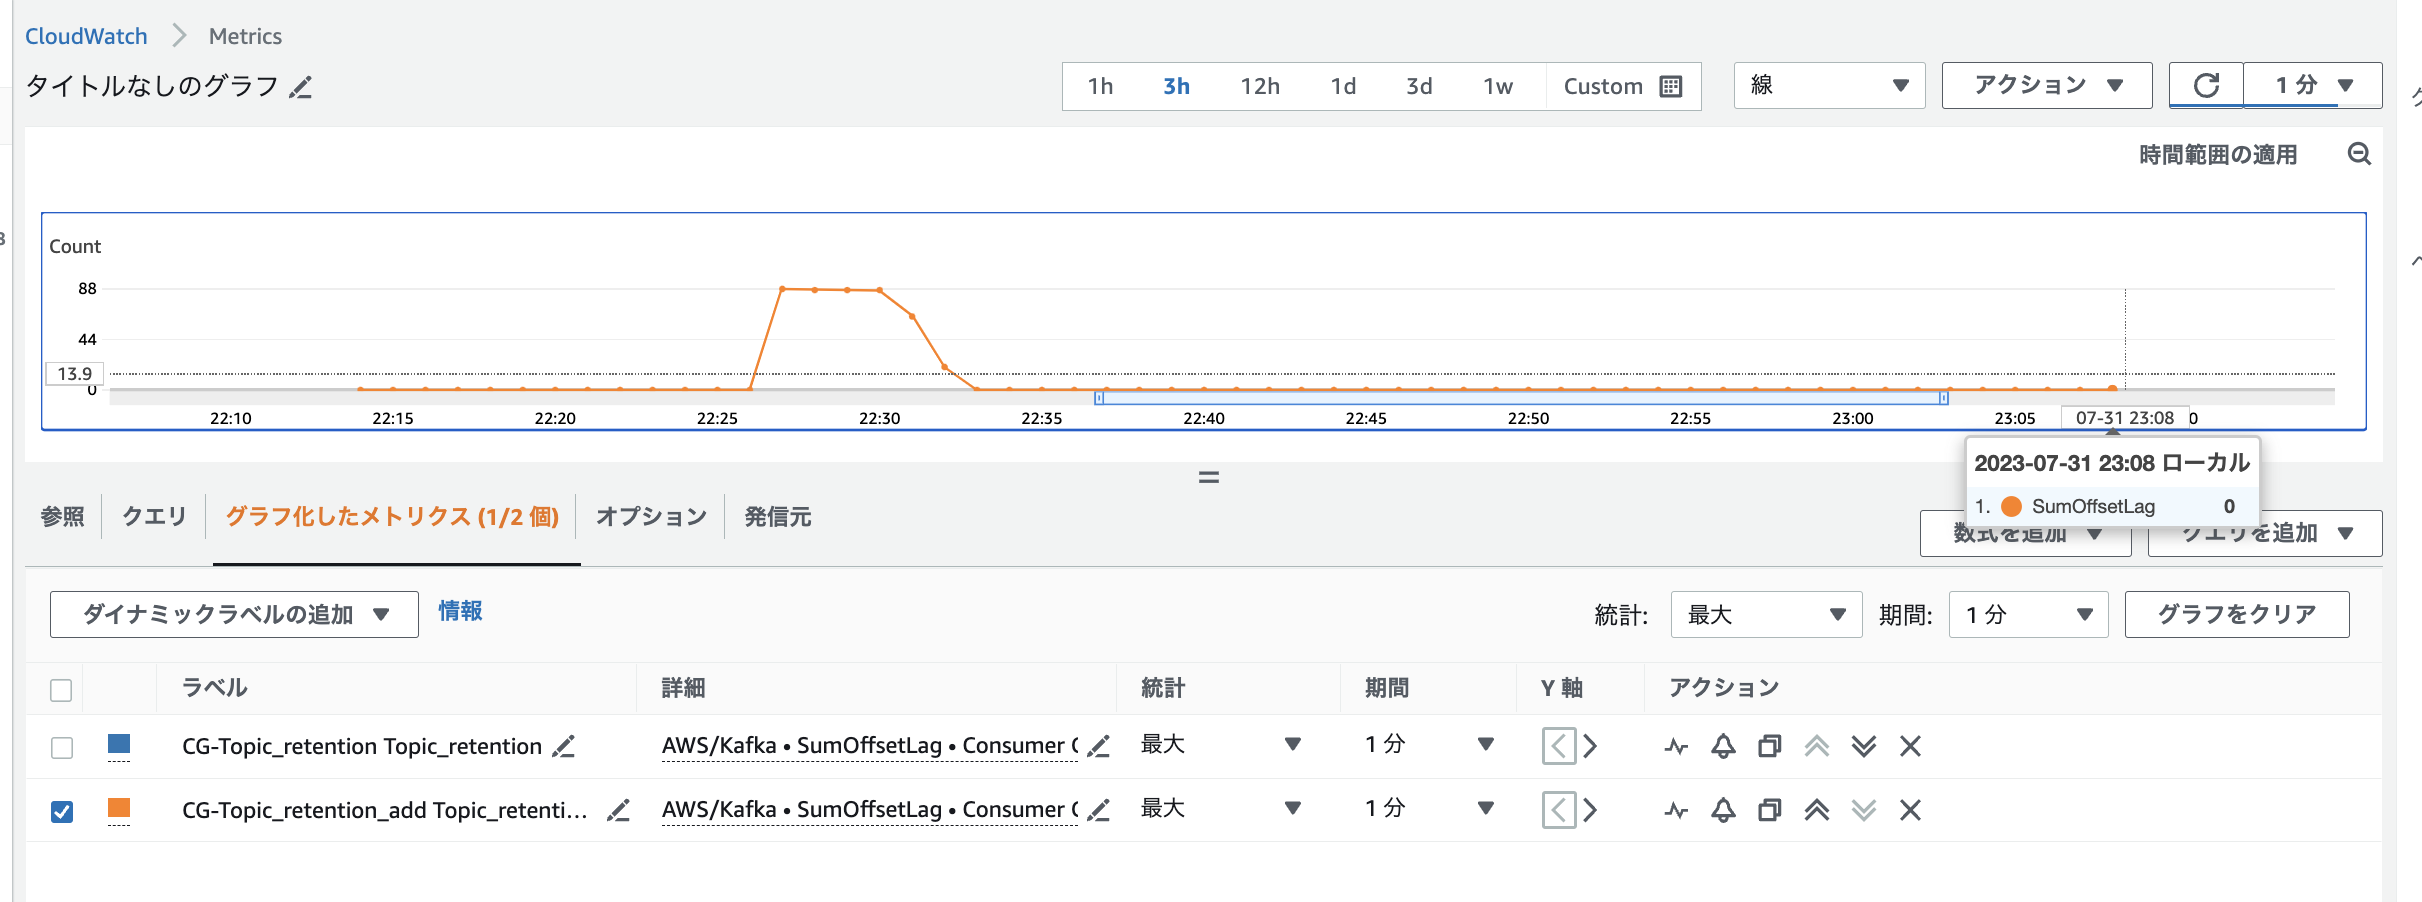 CloudWatch Metrics
タイトルなしのグラフ
1h 3h 12h 1d 3d 1w Custom 線 アクション 1 分
時間範囲の適用
Count
88
44
13.9
0
22:10 22:15 22:20 22:25 22:30 22:35 22:40 22:45 22:50 22:55 23:00 23:05 07-31 23:08 0
2023-07-31 23:08 ローカル
1. SumOffsetLag 0
参照 クエリ グラフ化したメトリクス (1/2 個) オプション 発信元
数式を追加 クエリを追加
ダイナミックラベルの追加 情報 統計: 最大 期間: 1 分 グラフをクリア
ラベル 詳細 統計 期間 Y 軸 アクション
CG-Topic_retention Topic_retention AWS/Kafka • SumOffsetLag • Consumer 最大 1 分
CG-Topic_retention_add Topic_retenti... AWS/Kafka • SumOffsetLag • Consumer 最大 1 分